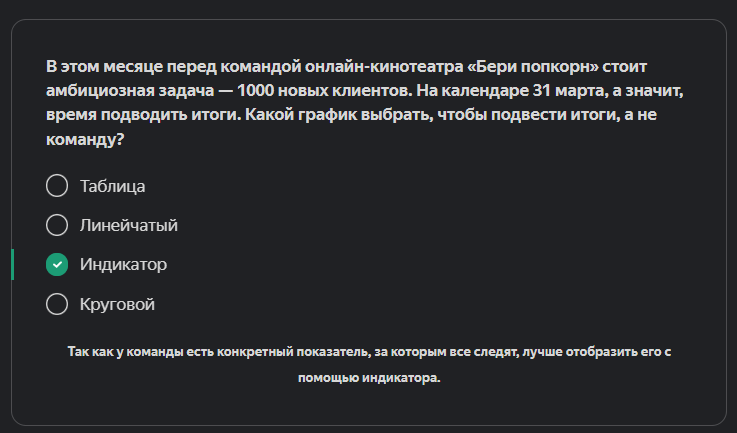 В этом месяце перед командой онлайн-кинотеатра «Бери попкорн» стоит
амбициозная задача — 1000 новых клиентов. На календаре 31 марта, а значит,
время подводить итоги. Какой график выбрать, чтобы подвести итоги, а не
команду?
Таблица
Линейчатый
Индикатор
Круговой
Так как у команды есть конкретный показатель, за которым все следят, лучше отобразить его с
помощью индикатора.